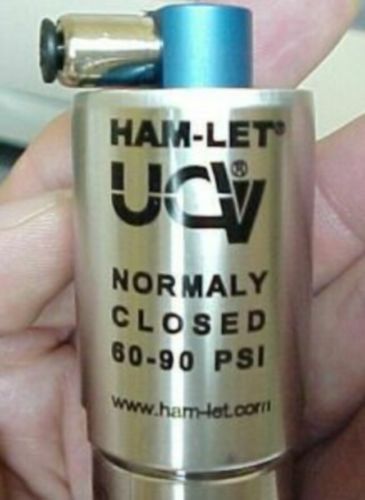 HAM-LET®
UCV®
NORMALY
CLOSED
60-90 PSI
www.ham-let.com